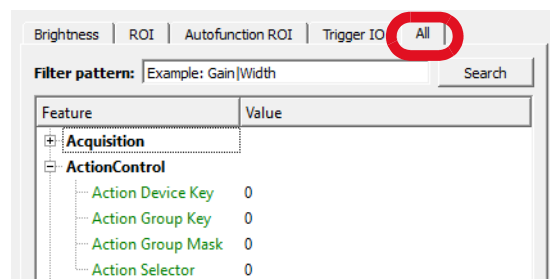 Brightness ROI Autofunction ROI Trigger IO All
Filter pattern: Example: Gain|Width Search
Feature Value
Acquisition
ActionControl
Action Device Key 0
Action Group Key 0
Action Group Mask 0
Action Selector 0